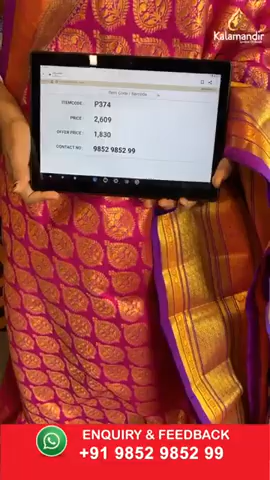 Kalamandir
ITEMCODE : P374
PRICE : 2,609
OFFER PRICE : 1,830
CONTACT NO : 9852 9852 99
ENQUIRY & FEEDBACK
+91 9852 9852 99